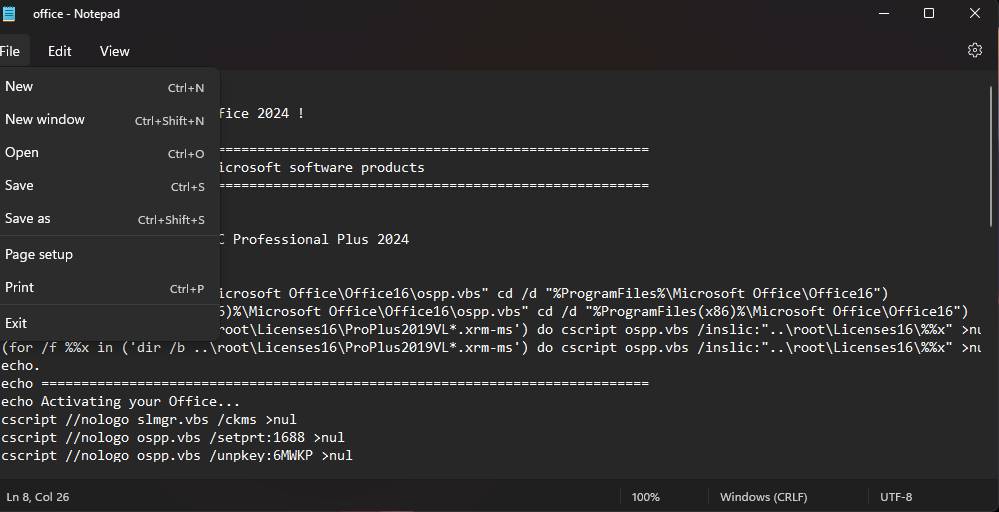 office - Notepad
File Edit View
New Ctrl+N
New window Ctrl+Shift+N
Open Ctrl+O
Save Ctrl+S
Save as Ctrl+Shift+S
Page setup
Print Ctrl+P
Exit
fice 2024 !
============================================================
icrosoft software products
============================================================
C Professional Plus 2024
icrosoft Office\Office16\ospp.vbs" cd /d "%ProgramFiles%\Microsoft Office\Office16")
6)%\Microsoft Office\Office16\ospp.vbs" cd /d "%ProgramFiles(x86)%\Microsoft Office\Office16")
root\Licenses16\ProPlus2019VL*.xrm-ms') do cscript ospp.vbs /inslic:"..\root\Licenses16\%%x" >nu
(for /f %%x in ('dir /b ..\root\Licenses16\ProPlus2019VL*.xrm-ms') do cscript ospp.vbs /inslic:"..\root\Licenses16\%%x" >nu
echo.
echo ============================================================================
echo Activating your Office...
cscript //nologo slmgr.vbs /ckms >nul
cscript //nologo ospp.vbs /setprt:1688 >nul
cscript //nologo ospp.vbs /unpkey:6MWKP >nul
Ln 8, Col 26 100% Windows (CRLF) UTF-8